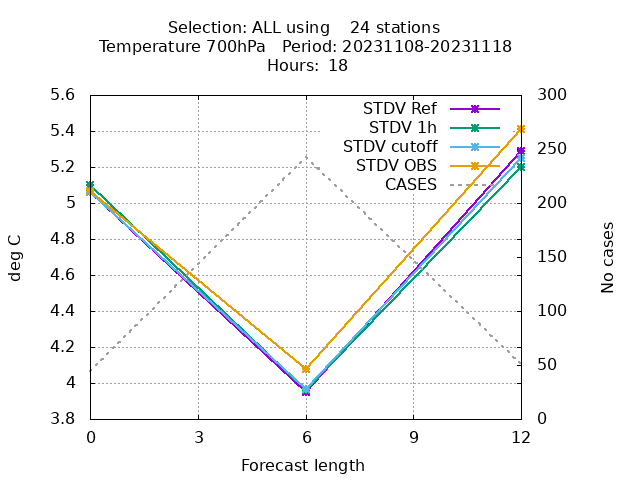 Selection: ALL using    24 stations
Temperature 700hPa   Period: 20231108-20231118
Hours:  18
STDV Ref
STDV 1h
STDV cutoff
STDV OBS
CASES
5.6
5.4
5.2
5
4.8
4.6
4.4
4.2
4
3.8
deg C
300
250
200
150
100
50
0
No cases
0 3 6 9 12
Forecast length